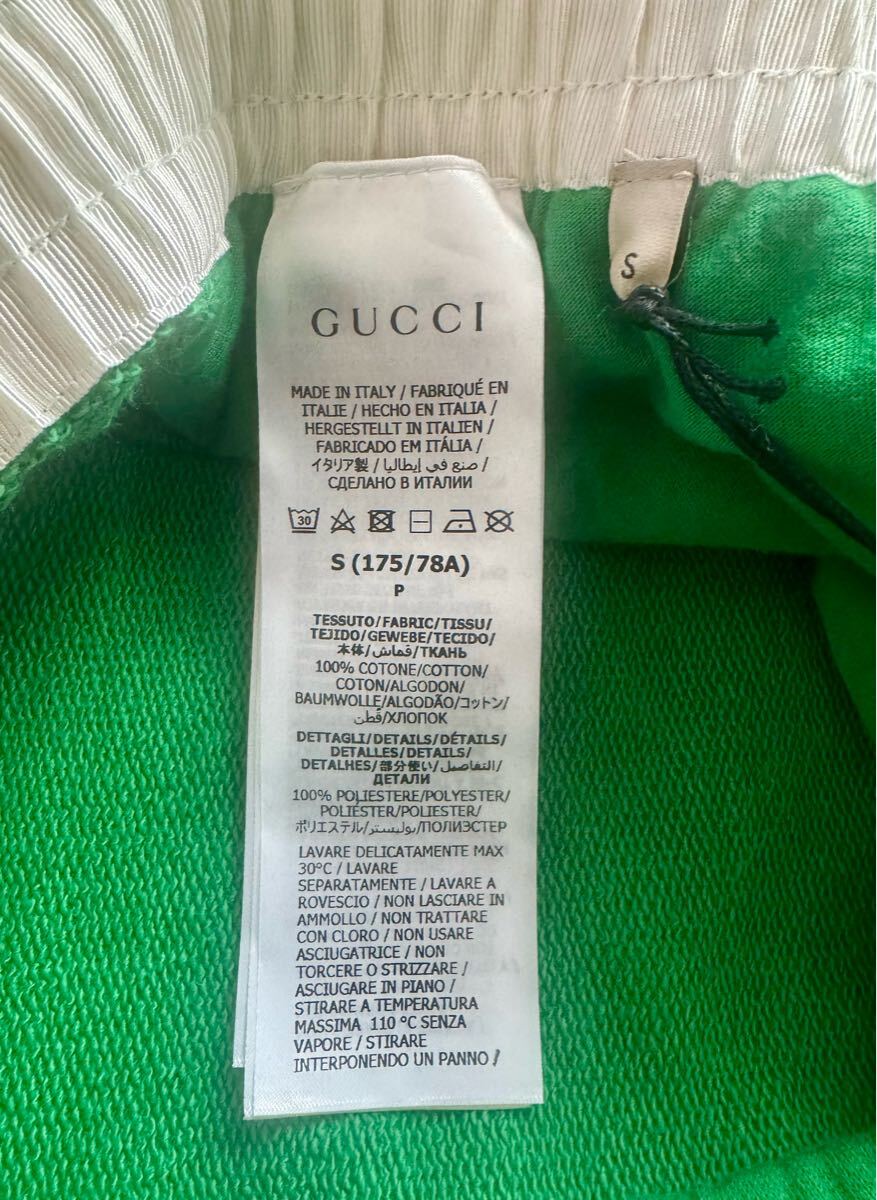 GUCCI
S
MADE IN ITALY / FABRIQUÉ EN
ITALIE / HECHO EN ITALIA /
HERGESTELLT IN ITALIEN /
FABRICADO EM ITÁLIA /
イタリア製 / صنع في إيطاليا /
СДЕЛАНО В ИТАЛИИ
30
S (175/78A)
P
TESSUTO/FABRIC/TISSU/
TEJIDO/GEWEBE/TECIDO/
本体/قماش/ТКАНЬ
100% COTONE/COTTON/
COTON/ALGODON/
BAUMWOLLE/ALGODÃO/コットン/
قطن/ХЛОПОК
DETTAGLI/DETAILS/DÉTAILS/
DETALLES/DETAILS/
DETALHES/部分使い/التفاصيل/
ДЕТАЛИ
100% POLIESTERE/POLYESTER/
POLIÉSTER/POLIESTER/
ポリエステル/بوليستر/ПОЛИЭСТЕР
LAVARE DELICATAMENTE MAX
30°C / LAVARE
SEPARATAMENTE / LAVARE A
ROVESCIO / NON LASCIARE IN
AMMOLLO / NON TRATTARE
CON CLORO / NON USARE
ASCIUGATRICE / NON
TORCERE O STRIZZARE /
ASCIUGARE IN PIANO /
STIRARE A TEMPERATURA
MASSIMA 110 °C SENZA
VAPORE / STIRARE
INTERPONENDO UN PANNO /